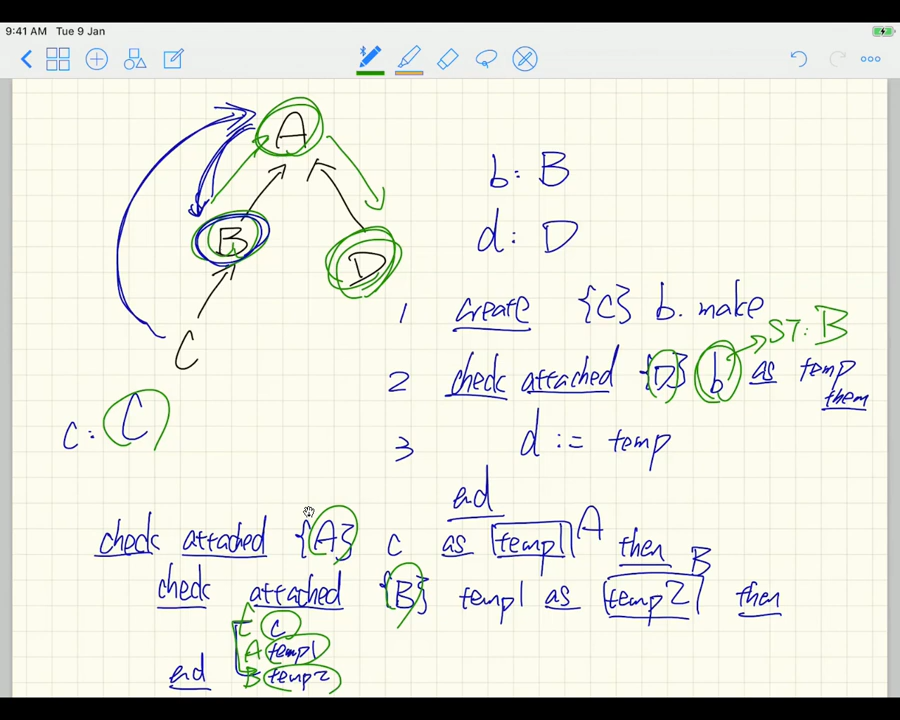 9:41 AM Tue 9 Jan
A
B
D
C
c : C
b : B
d : D
1 create {C} b. make
ST: B
2 check attached {D} b as temp
then
3 d := temp
end
check attached {A} c as temp1 A then
check attached {B} temp1 as temp2 B then
C c
A temp1
B temp2
end